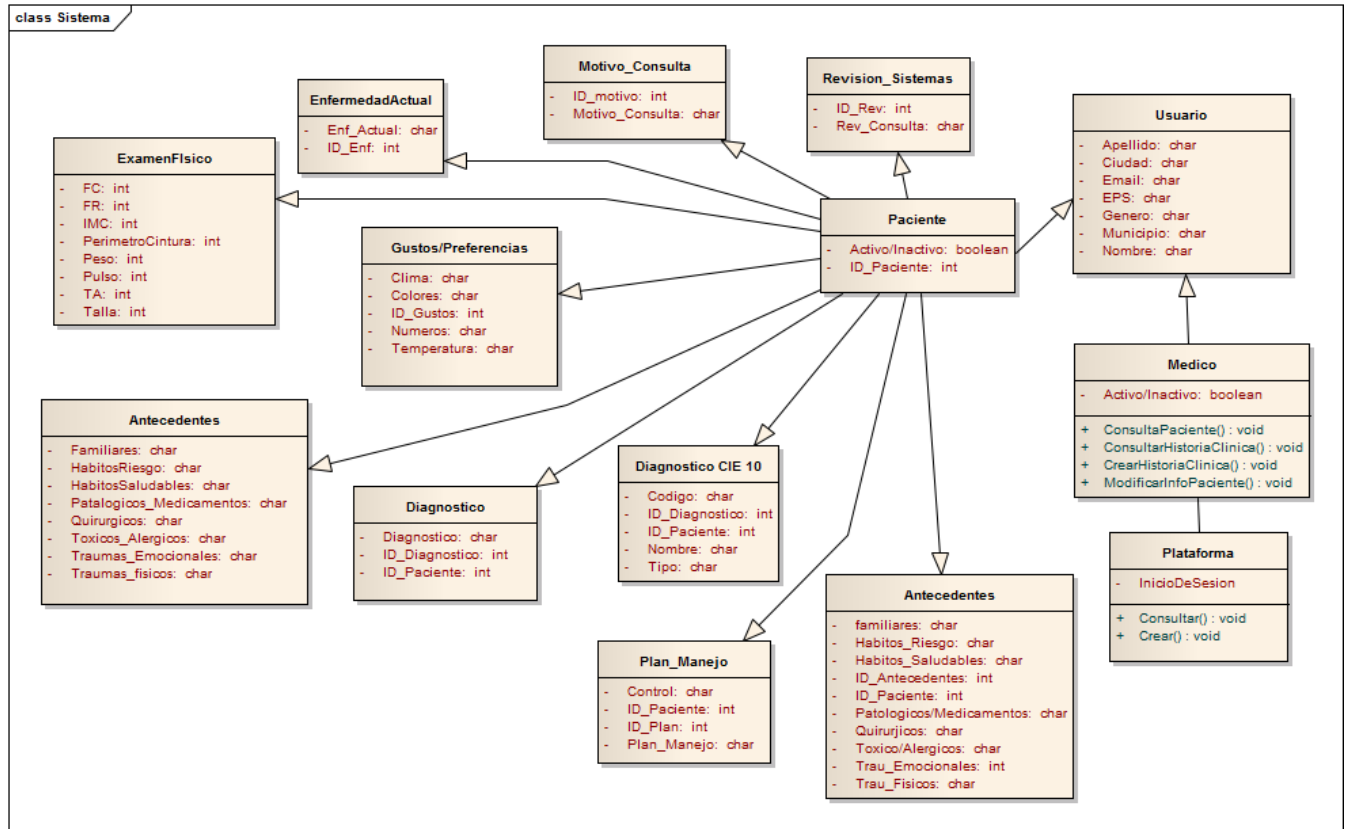 class Sistema
Motivo_Consulta
- ID_motivo: int
- Motivo_Consulta: char
Revision_Sistemas
- ID_Rev: int
- Rev_Consulta: char
EnfermedadActual
- Enf_Actual: char
- ID_Enf: int
Usuario
- Apellido: char
- Ciudad: char
- Email: char
- EPS: char
- Genero: char
- Municipio: char
- Nombre: char
ExamenFIsico
- FC: int
- FR: int
- IMC: int
- PerimetroCintura: int
- Peso: int
- Pulso: int
- TA: int
- Talla: int
Paciente
- Activo/Inactivo: boolean
- ID_Paciente: int
Gustos/Preferencias
- Clima: char
- Colores: char
- ID_Gustos: int
- Numeros: char
- Temperatura: char
Medico
- Activo/Inactivo: boolean
+ ConsultaPaciente() : void
+ ConsultarHistoriaClinica() : void
+ CrearHistoriaClinica() : void
+ ModificarInfoPaciente() : void
Antecedentes
- Familiares: char
- HabitosRiesgo: char
- HabitosSaludables: char
- Patalogicos_Medicamentos: char
- Quirurgicos: char
- Toxicos_Alergicos: char
- Traumas_Emocionales: char
- Traumas_fisicos: char
Diagnostico
- Diagnostico: char
- ID_Diagnostico: int
- ID_Paciente: int
Diagnostico CIE 10
- Codigo: char
- ID_Diagnostico: int
- ID_Paciente: int
- Nombre: char
- Tipo: char
Plataforma
- InicioDeSesion
+ Consultar() : void
+ Crear() : void
Antecedentes
- familiares: char
- Habitos_Riesgo: char
- Habitos_Saludables: char
- ID_Antecedentes: int
- ID_Paciente: int
- Patologicos/Medicamentos: char
- Quirurjicos: char
- Toxico/Alergicos: char
- Trau_Emocionales: int
- Trau_Fisicos: char
Plan_Manejo
- Control: char
- ID_Paciente: int
- ID_Plan: int
- Plan_Manejo: char